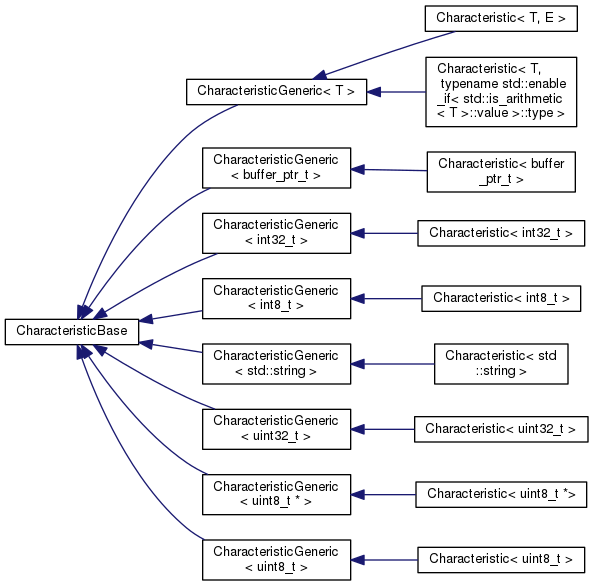 Characteristic< T, E >
CharacteristicGeneric< T >
Characteristic< T,
typename std::enable
_if< std::is_arithmetic
< T >::value >::type >
CharacteristicGeneric
< buffer_ptr_t >
Characteristic< buffer
_ptr_t >
CharacteristicGeneric
< int32_t >
Characteristic< int32_t >
CharacteristicGeneric
< int8_t >
Characteristic< int8_t >
CharacteristicBase
CharacteristicGeneric
< std::string >
Characteristic< std
::string >
CharacteristicGeneric
< uint32_t >
Characteristic< uint32_t >
CharacteristicGeneric
< uint8_t * >
Characteristic< uint8_t *>
CharacteristicGeneric
< uint8_t >
Characteristic< uint8_t >